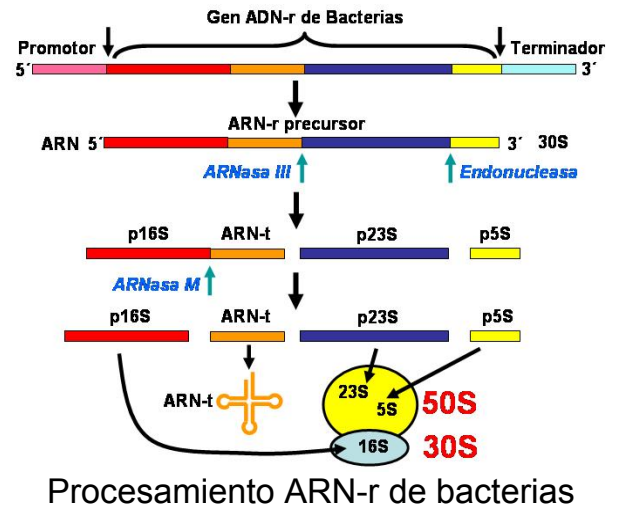 Gen ADN-r de Bacterias
Promotor Terminador
5´ 3´
ARN-r precursor
ARN 5´ 3´ 30S
ARNasa III Endonucleasa
p16S ARN-t p23S p5S
ARNasa M
p16S ARN-t p23S p5S
ARN-t 23S 5S 50S
16S 30S
Procesamiento ARN-r de bacterias